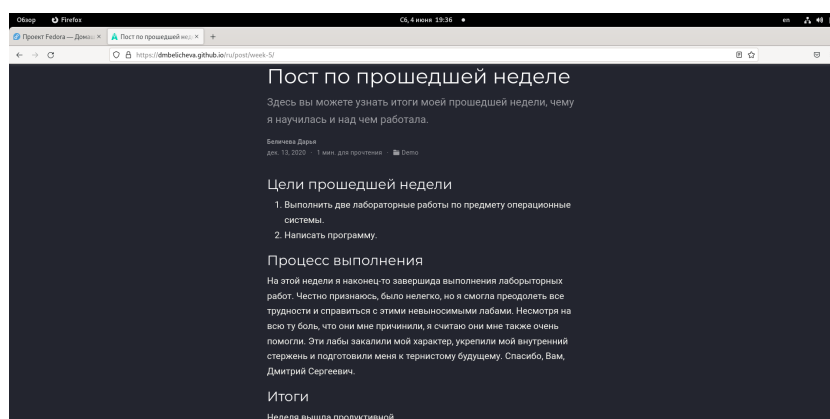 Обзор Firefox Сб, 4 июня 19:36 en
Проект Fedora — Домаш Пост по прошедшей нед
https://dmbelicheva.github.io/ru/post/week-5/
Пост по прошедшей неделе
Здесь вы можете узнать итоги моей прошедшей недели, чему
я научилась и над чем работала.
Беличева Дарья
дек. 13, 2020 · 1 мин. для прочтения · Demo
Цели прошедшей недели
1. Выполнить две лабораторные работы по предмету операционные
системы.
2. Написать программу.
Процесс выполнения
На этой недели я наконец-то завершида выполнения лаборыторных
работ. Честно признаюсь, было нелегко, но я смогла преодолеть все
трудности и справиться с этими невыносимыми лабами. Несмотря на
всю ту боль, что они мне причинили, я считаю они мне также очень
помогли. Эти лабы закалили мой характер, укрепили мой внутренний
стержень и подготовили меня к тернистому будущему. Спасибо, Вам,
Дмитрий Сергеевич.
Итоги
Неделя вышла продуктивной.